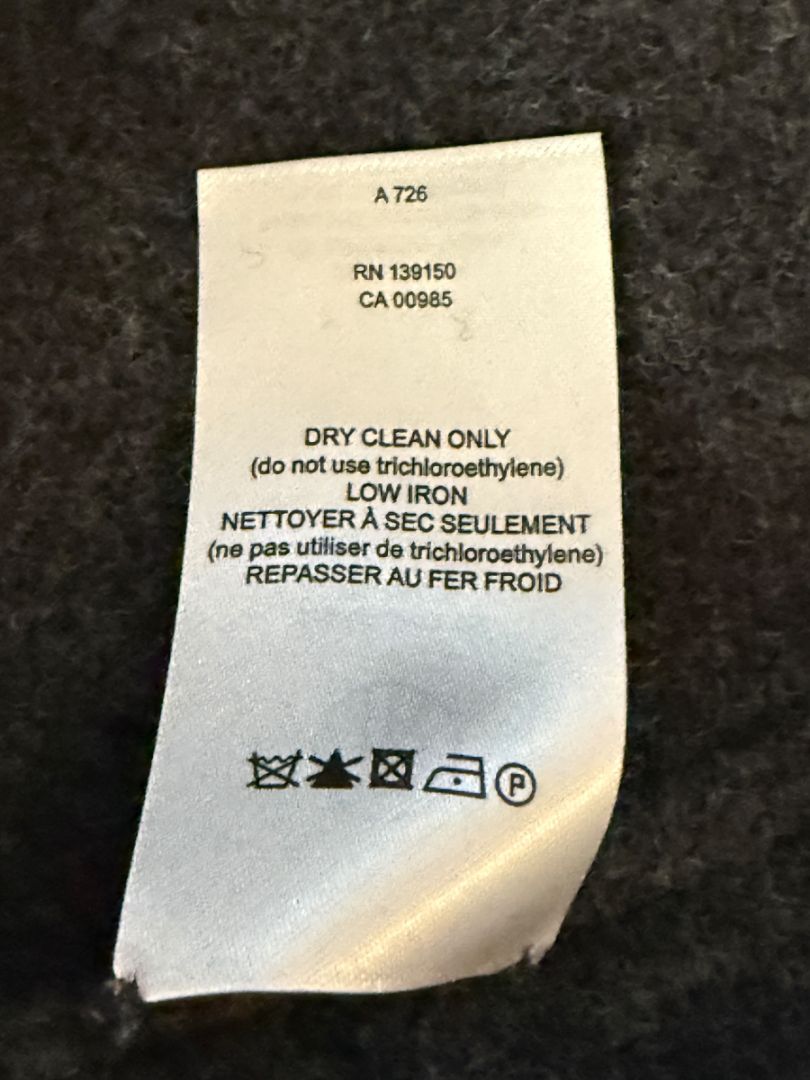 A 726
RN 139150
CA 00985
DRY CLEAN ONLY
(do not use trichloroethylene)
LOW IRON
NETTOYER À SEC SEULEMENT
(ne pas utiliser de trichloroethylene)
REPASSER AU FER FROID
P